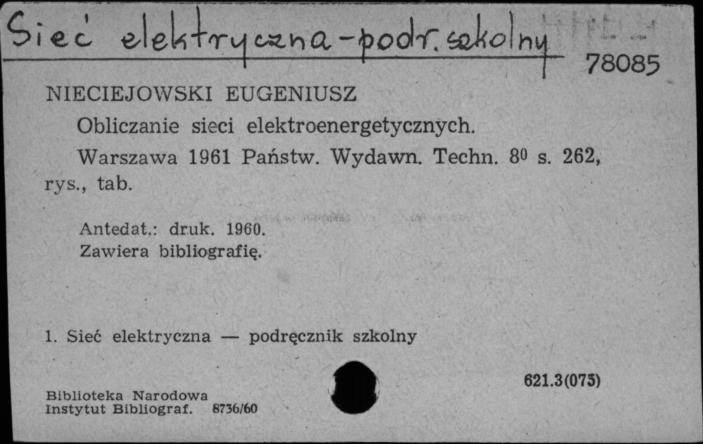 Sieć elektryczna - podr. szkolny
78085
NIECIEJOWSKI EUGENIUSZ
Obliczanie sieci elektroenergetycznych.
Warszawa 1961 Państw. Wydawn. Techn. 8⁰ s. 262,
rys., tab.
Antedat.: druk. 1960.
Zawiera bibliografię.
1. Sieć elektryczna — podręcznik szkolny
621.3(075)
Biblioteka Narodowa
Instytut Bibliograf. 8736/60